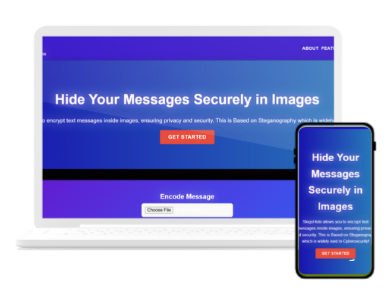 ABOUT FEAT
Hide Your Messages Securely in Images
o encrypt text messages inside images, ensuring privacy and security. This is Based on Steganography which is widely
GET STARTED
Encode Message
Choose File
Hide Your
Messages
Securely in
Images
StegoHide allows you to encrypt text
messages inside images, ensuring privac
d security. This is Based on Steganography
which is widely used in Cybersecurity!
GET STARTED